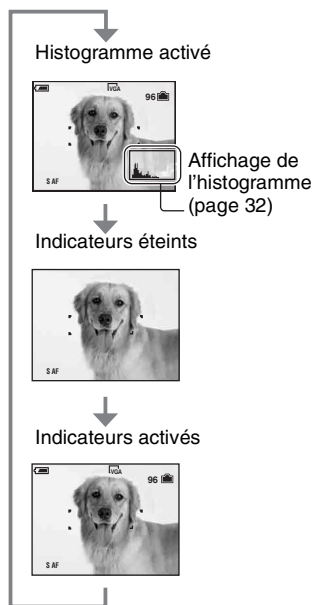 Histogramme activé
VGA
96
S AF
Affichage de
l'histogramme
(page 32)
Indicateurs éteints
S AF
Indicateurs activés
VGA
96
S AF